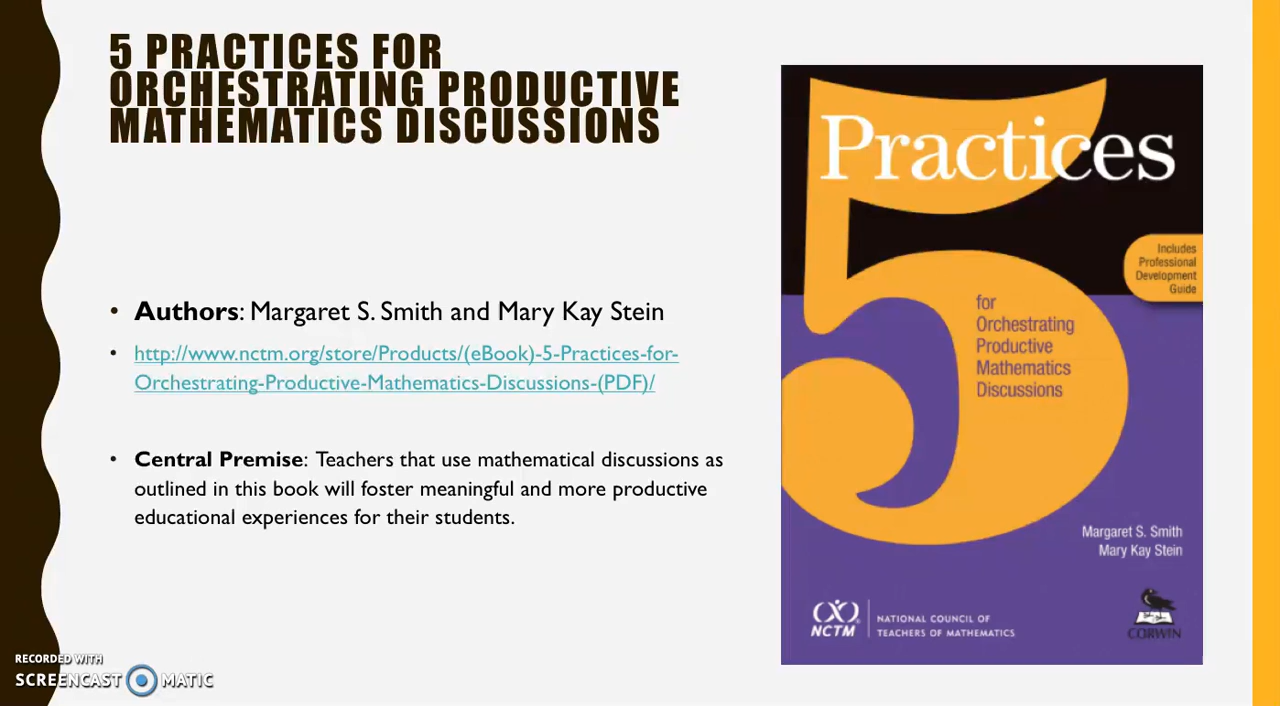 5 PRACTICES FOR
ORCHESTRATING PRODUCTIVE
MATHEMATICS DISCUSSIONS
• Authors: Margaret S. Smith and Mary Kay Stein
• http://www.nctm.org/store/Products/(eBook)-5-Practices-for-
Orchestrating-Productive-Mathematics-Discussions-(PDF)/
• Central Premise: Teachers that use mathematical discussions as
outlined in this book will foster meaningful and more productive
educational experiences for their students.
5
Practices
Includes
Professional
Development
Guide
for
Orchestrating
Productive
Mathematics
Discussions
Margaret S. Smith
Mary Kay Stein
NCTM
NATIONAL COUNCIL OF
TEACHERS OF MATHEMATICS
CORWIN
RECORDED WITH
SCREENCAST MATIC